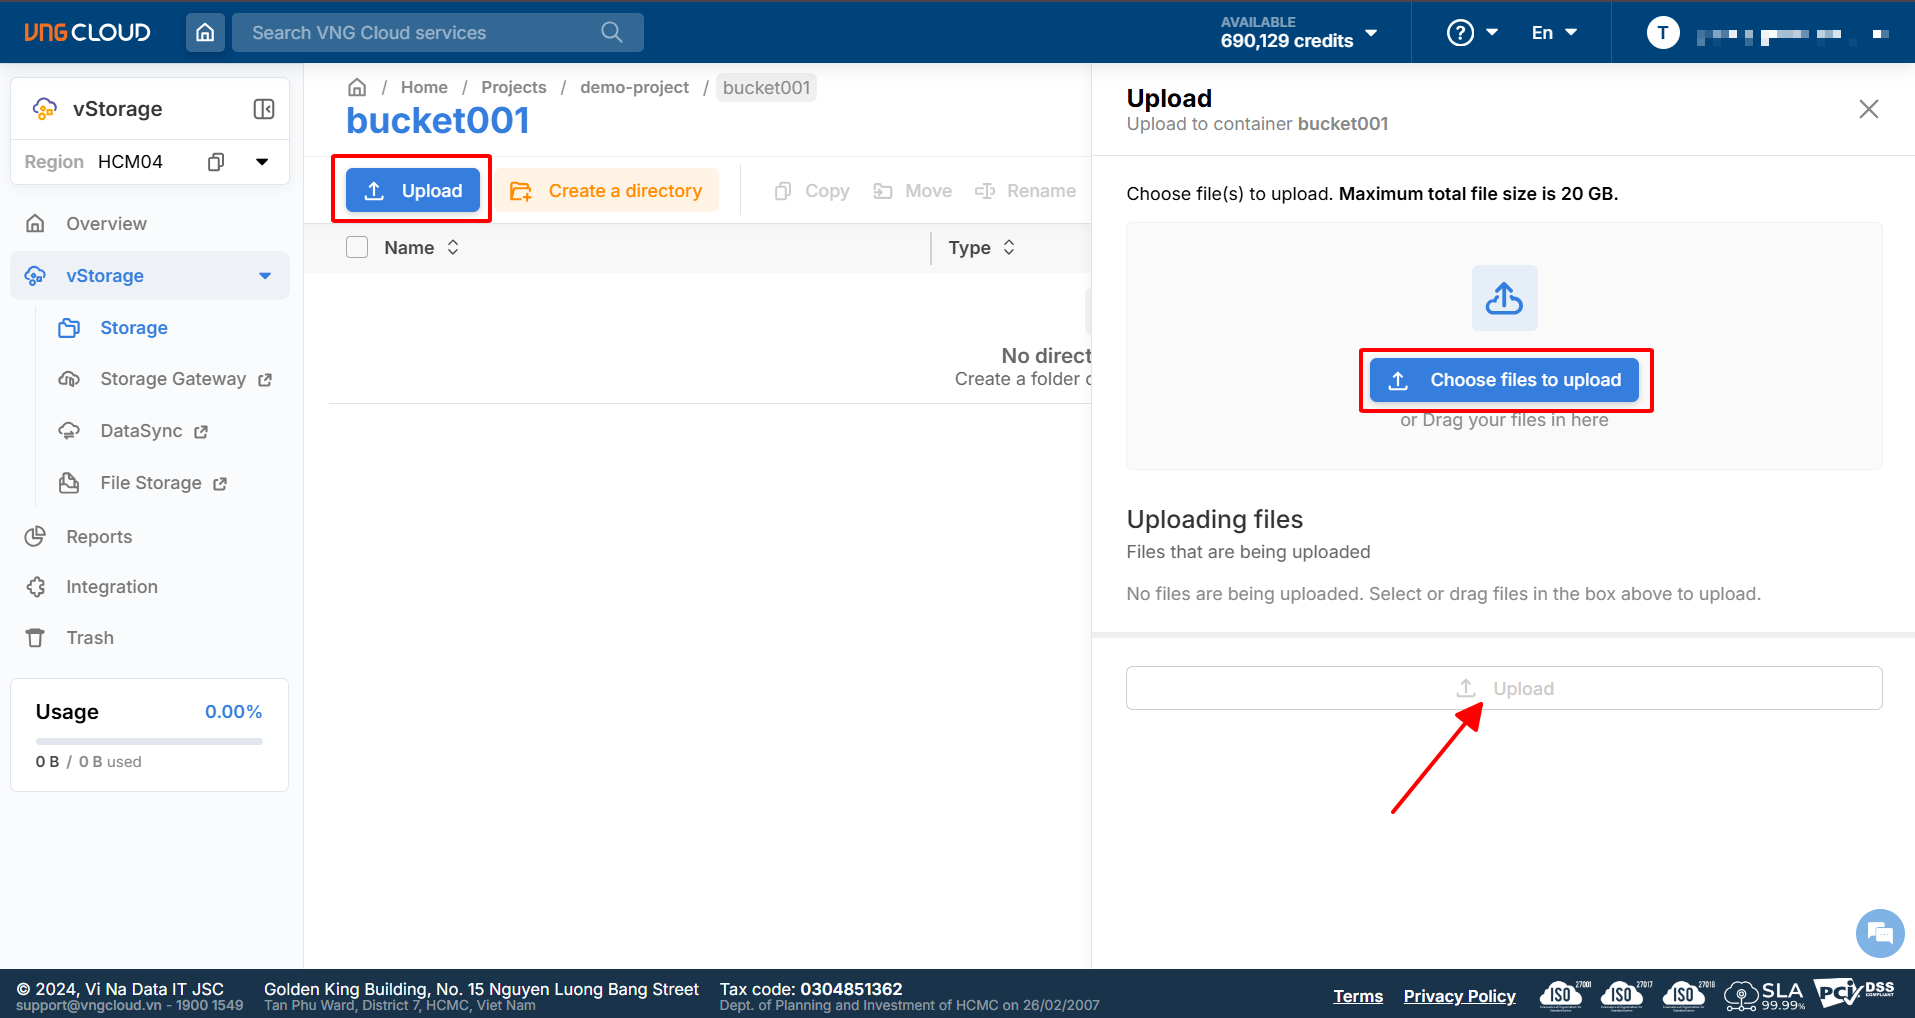 VNG CLOUD
Search VNG Cloud services
AVAILABLE
690,129 credits
En
T
vStorage
Region HCM04
Overview
vStorage
Storage
Storage Gateway
DataSync
File Storage
Reports
Integration
Trash
Usage 0.00%
0 B / 0 B used
/ Home / Projects / demo-project / bucket001
bucket001
Upload
Create a directory
Copy
Move
Rename
Name
Type
No direct
Create a folder
Upload
Upload to container bucket001
Choose file(s) to upload. Maximum total file size is 20 GB.
Choose files to upload
or Drag your files in here
Uploading files
Files that are being uploaded
No files are being uploaded. Select or drag files in the box above to upload.
Upload
© 2024, Vi Na Data IT JSC
support@vngcloud.vn - 1900 1549
Golden King Building, No. 15 Nguyen Luong Bang Street
Tan Phu Ward, District 7, HCMC, Viet Nam
Tax code: 0304851362
Dept. of Planning and Investment of HCMC on 26/02/2007
Terms
Privacy Policy
ISO 27001
ISO 27017
ISO 27018
SLA
99.99%
PCI DSS
COMPLIANT